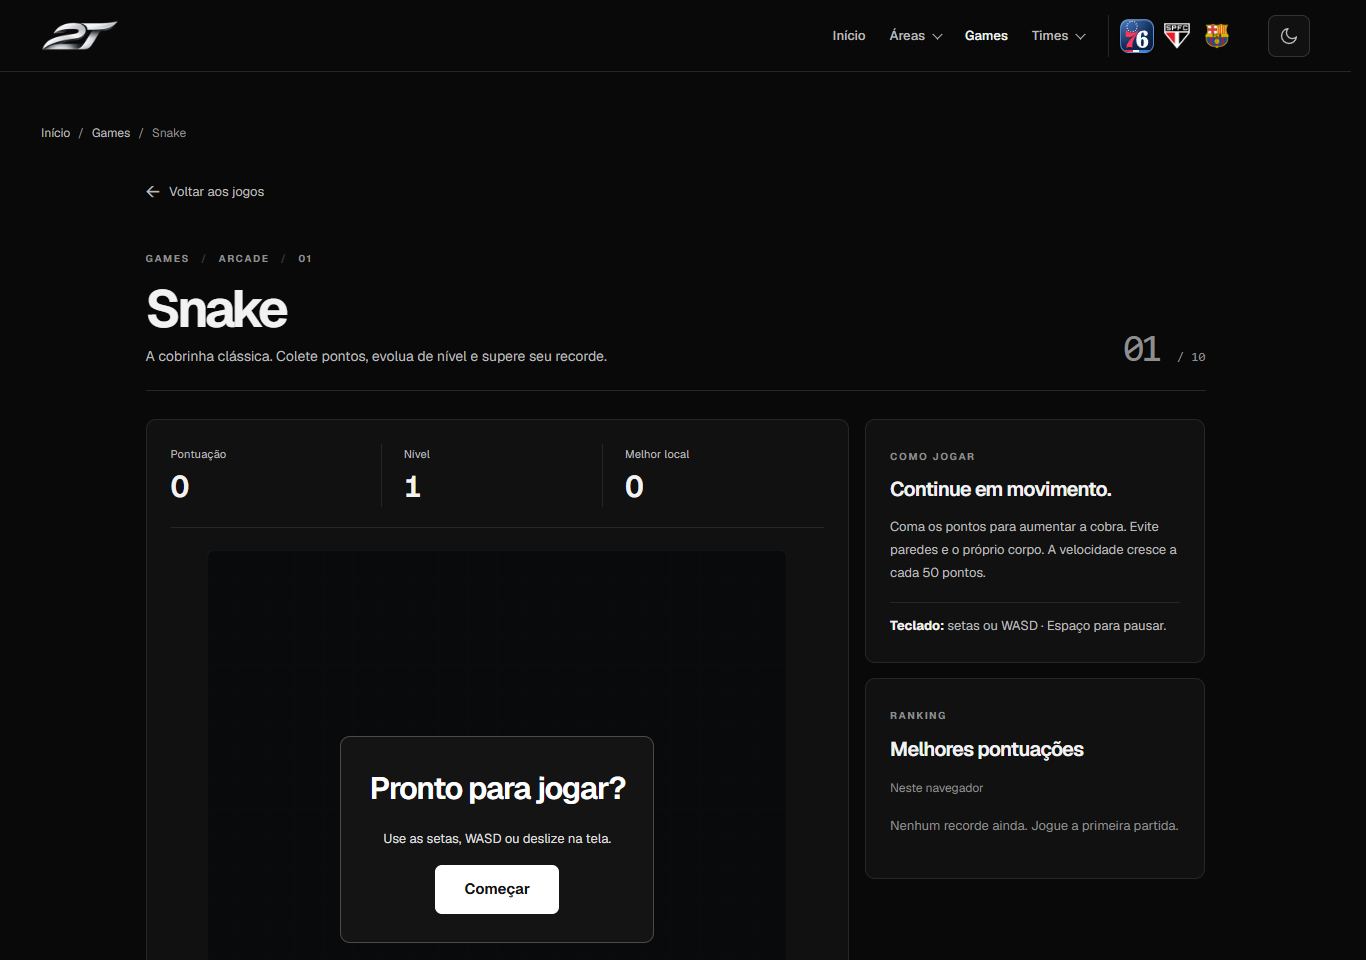 2T
Início
Áreas
Games
Times
76
SPFC
Início / Games / Snake
← Voltar aos jogos
GAMES / ARCADE / 01
Snake
A cobrinha clássica. Colete pontos, evolua de nível e supere seu recorde.
01 / 10
Pontuação
0
Nível
1
Melhor local
0
Pronto para jogar?
Use as setas, WASD ou deslize na tela.
Começar
COMO JOGAR
Continue em movimento.
Coma os pontos para aumentar a cobra. Evite
paredes e o próprio corpo. A velocidade cresce a
cada 50 pontos.
Teclado: setas ou WASD · Espaço para pausar.
RANKING
Melhores pontuações
Neste navegador
Nenhum recorde ainda. Jogue a primeira partida.